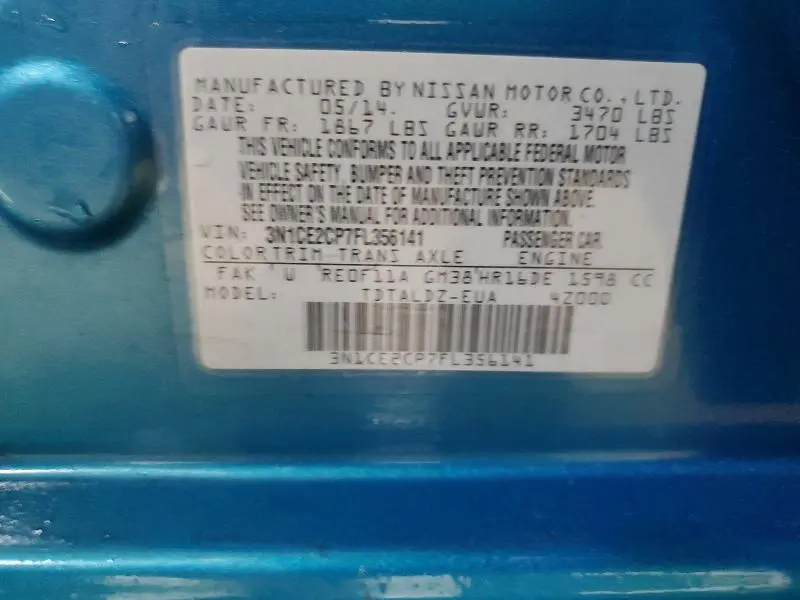 MANUFACTURED BY NISSAN MOTOR CO., LTD.
DATE: 05/14. GVWR: 3470 LBS
GAWR FR: 1867 LBS GAWR RR: 1704 LBS
THIS VEHICLE CONFORMS TO ALL APPLICABLE FEDERAL MOTOR
VEHICLE SAFETY, BUMPER AND THEFT PREVENTION STANDARDS
IN EFFECT ON THE DATE OF MANUFACTURE SHOWN ABOVE.
SEE OWNER'S MANUAL FOR ADDITIONAL INFORMATION.
VIN: 3N1CE2CP7FL356141 PASSENGER CAR
COLOR TRIM TRANS AXLE ENGINE
FAK W RE0F11A GM38 HR16DE 1598 CC
MODEL: TDTALDZ-EUA 4Z000
3N1CE2CP7FL356141